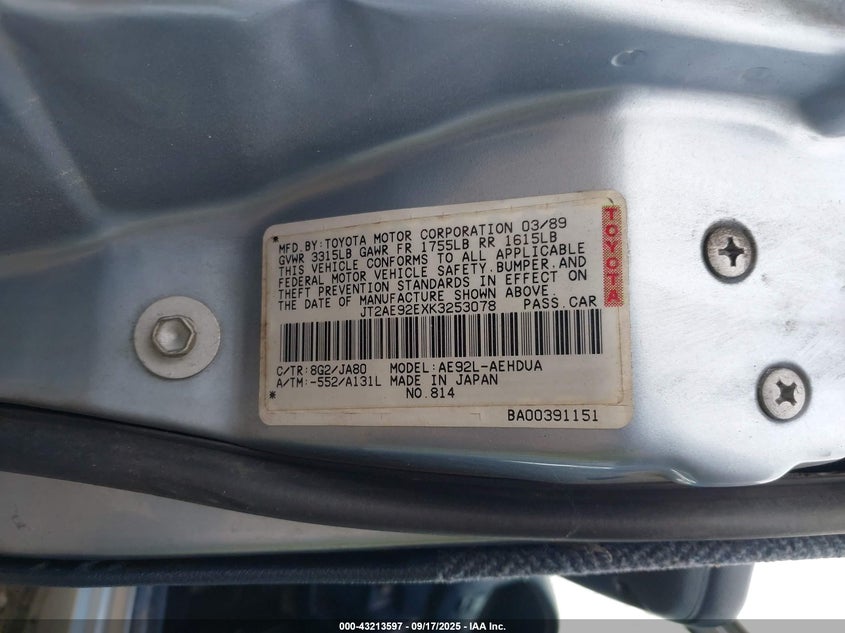 MFD.BY:TOYOTA MOTOR CORPORATION 03/89
GVWR 3315LB GAWR FR 1755LB RR 1615LB
THIS VEHICLE CONFORMS TO ALL APPLICABLE
FEDERAL MOTOR VEHICLE SAFETY,BUMPER,AND
THEFT PREVENTION STANDARDS IN EFFECT ON
THE DATE OF MANUFACTURE SHOWN ABOVE.
JT2AE92EXK3253078 PASS.CAR
TOYOTA
C/TR:8G2/JA80 MODEL:AE92L-AEHDUA
A/TM:-552/A131L MADE IN JAPAN
NO.814
BA00391151
000-43213597 - 09/17/2025 - IAA Inc.